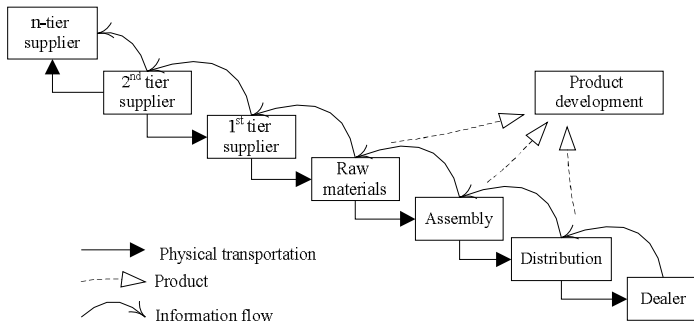 n-tier
supplier
2nd tier
supplier
Product
development
1st tier
supplier
Raw
materials
Assembly
Distribution
Dealer
Physical transportation
Product
Information flow